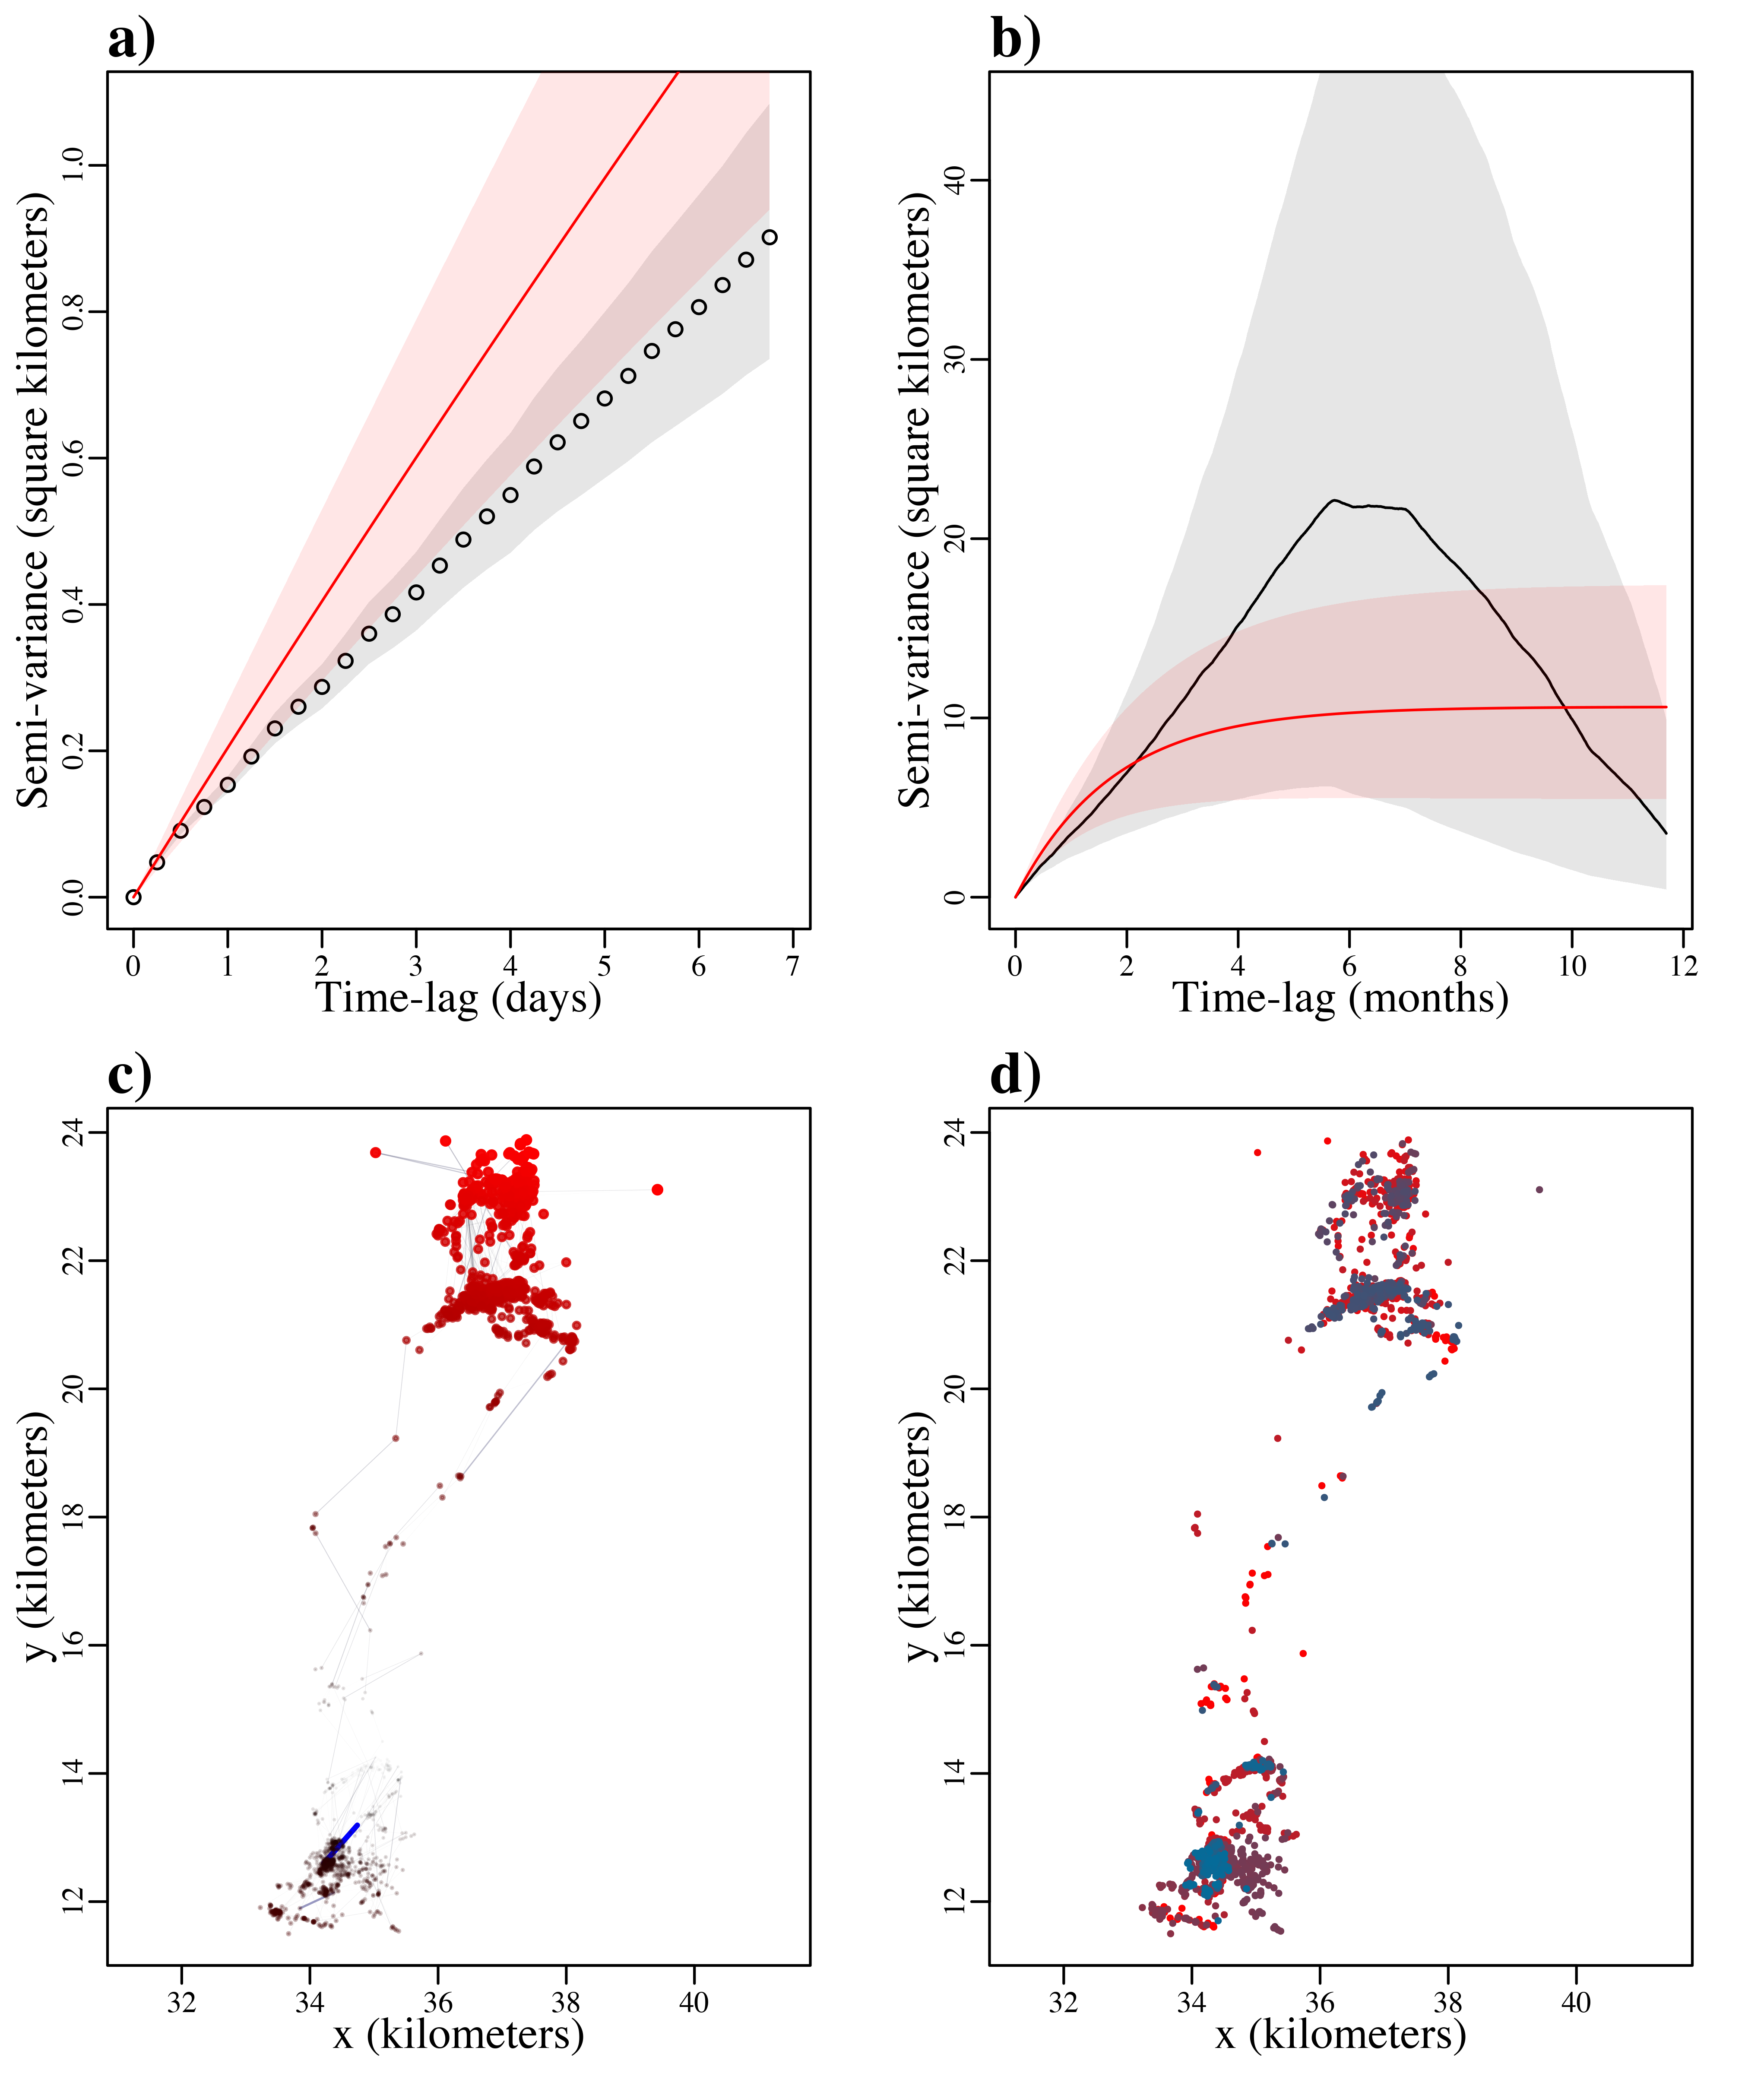 a)
Semi-variance (square kilometers)
0.0 0.2 0.4 0.6 0.8 1.0
0 1 2 3 4 5 6 7
Time-lag (days)
b)
Semi-variance (square kilometers)
0 10 20 30 40
0 2 4 6 8 10 12
Time-lag (months)
c)
y (kilometers)
12 14 16 18 20 22 24
32 34 36 38 40
x (kilometers)
d)
y (kilometers)
12 14 16 18 20 22 24
32 34 36 38 40
x (kilometers)